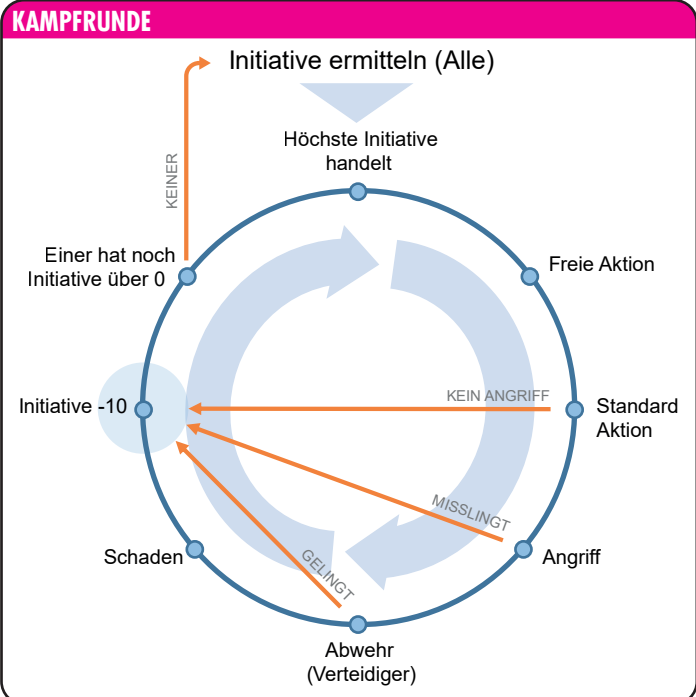 KAMPFRUNDE
Initiative ermitteln (Alle)
Höchste Initiative
handelt
KEINER
Einer hat noch
Initiative über 0
Freie Aktion
Initiative -10
KEIN ANGRIFF
Standard
Aktion
MISSLINGT
Schaden
GELINGT
Angriff
Abwehr
(Verteidiger)